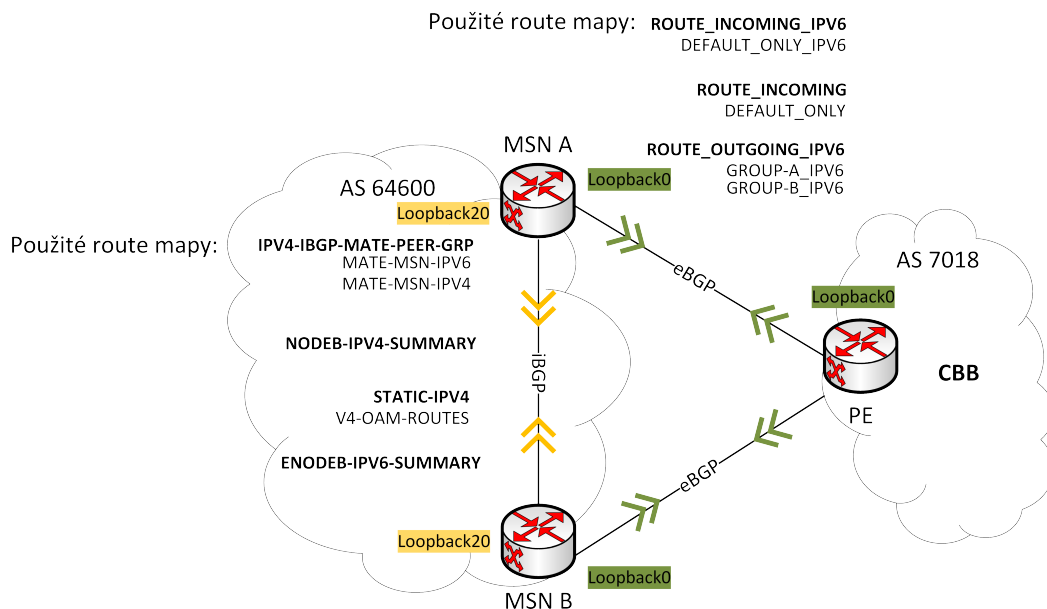 Použité route mapy: ROUTE_INCOMING_IPV6
DEFAULT_ONLY_IPV6
ROUTE_INCOMING
DEFAULT_ONLY
ROUTE_OUTGOING_IPV6
GROUP-A_IPV6
GROUP-B_IPV6
MSN A
Loopback0
AS 64600
Loopback20
Použité route mapy:
IPV4-IBGP-MATE-PEER-GRP
MATE-MSN-IPV6
MATE-MSN-IPV4
eBGP
AS 7018
Loopback0
CBB
PE
NODEB-IPV4-SUMMARY
iBGP
STATIC-IPV4
V4-OAM-ROUTES
ENODEB-IPV6-SUMMARY
eBGP
Loopback20
Loopback0
MSN B